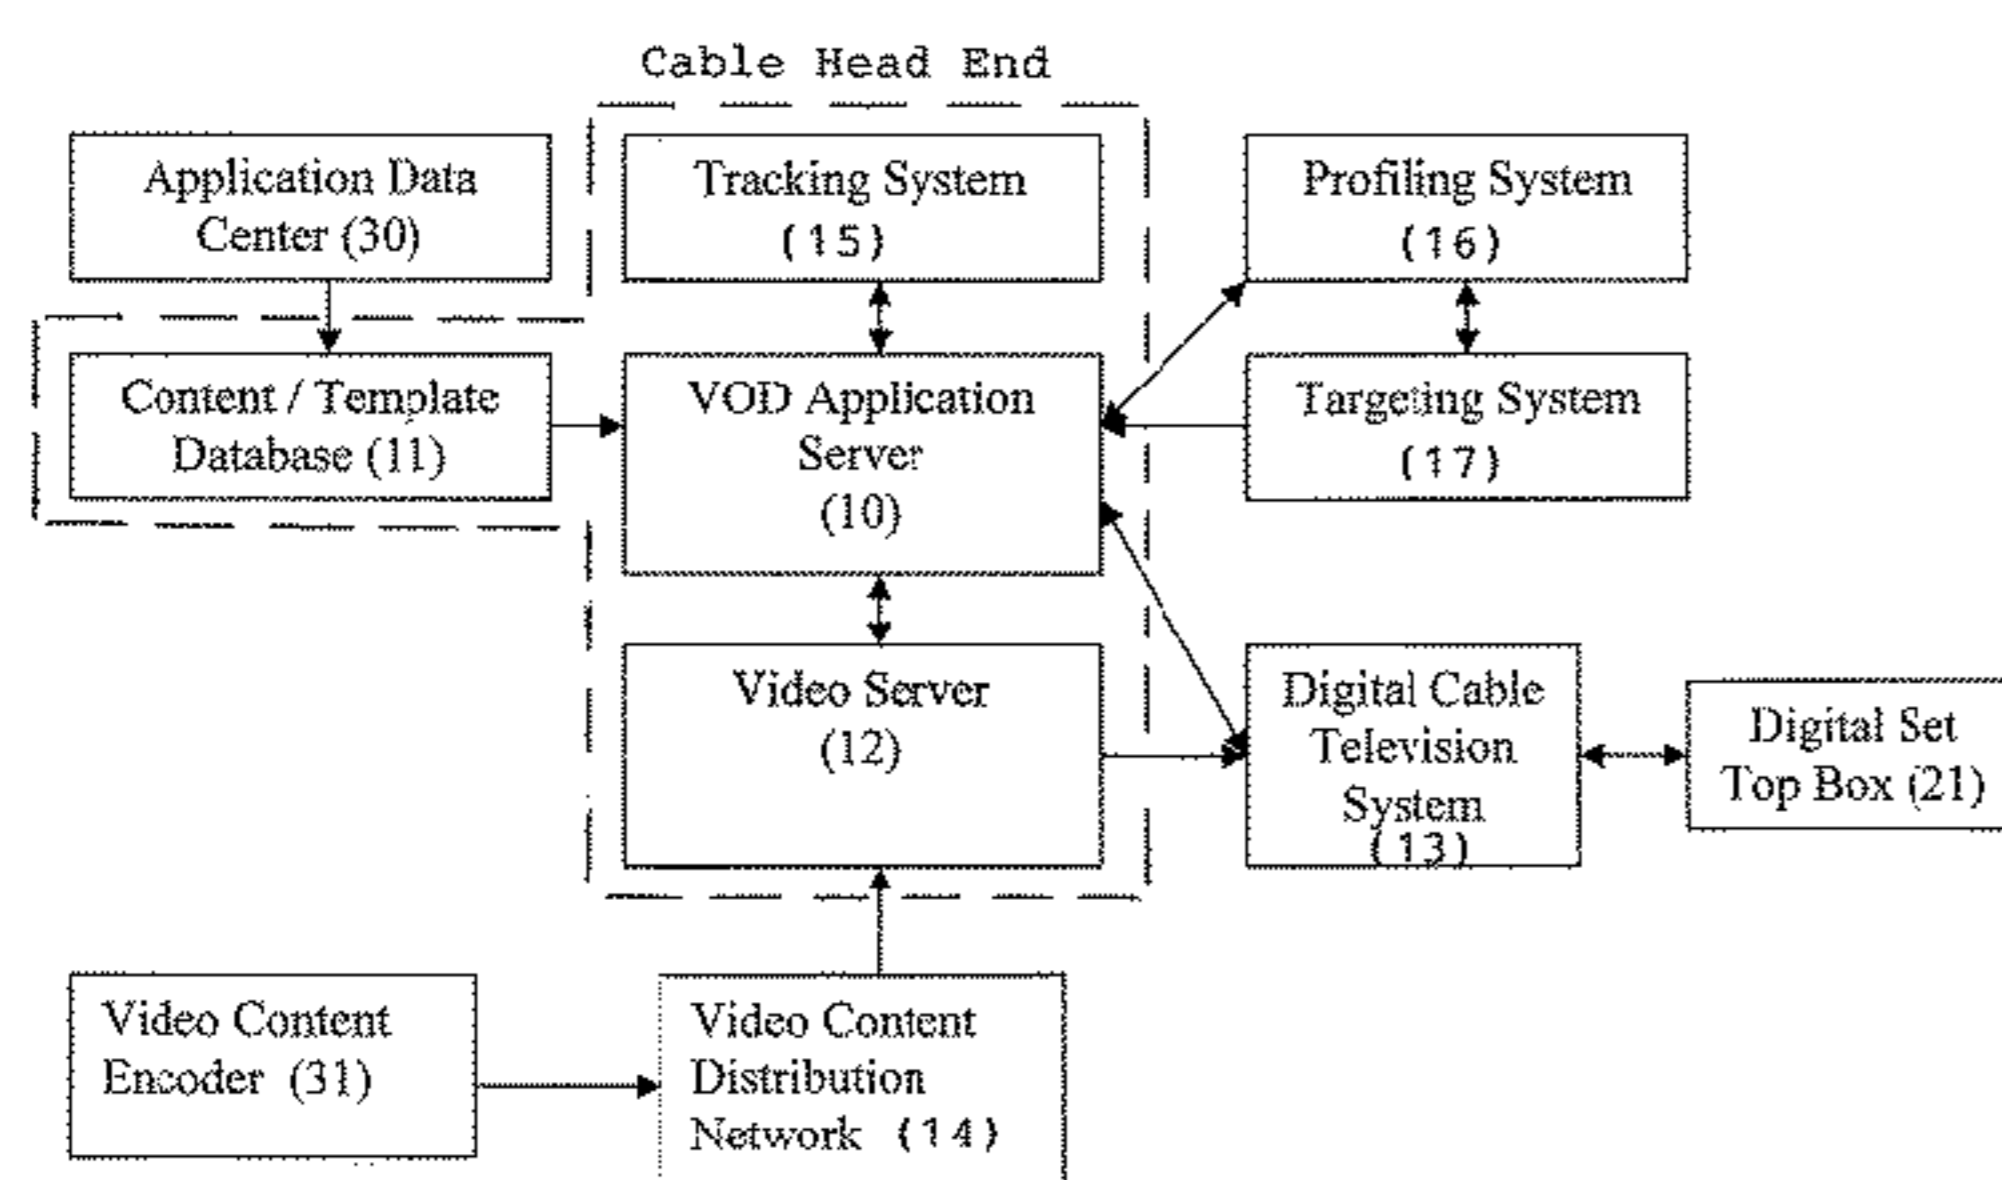 Cable Head End
Application Data
Center (30)
Tracking System
(15)
Profiling System
(16)
Content / Template
Database (11)
VOD Application
Server
(10)
Targeting System
(17)
Video Server
(12)
Digital Cable
Television
System
(13)
Digital Set
Top Box (21)
Video Content
Encoder (31)
Video Content
Distribution
Network (14)